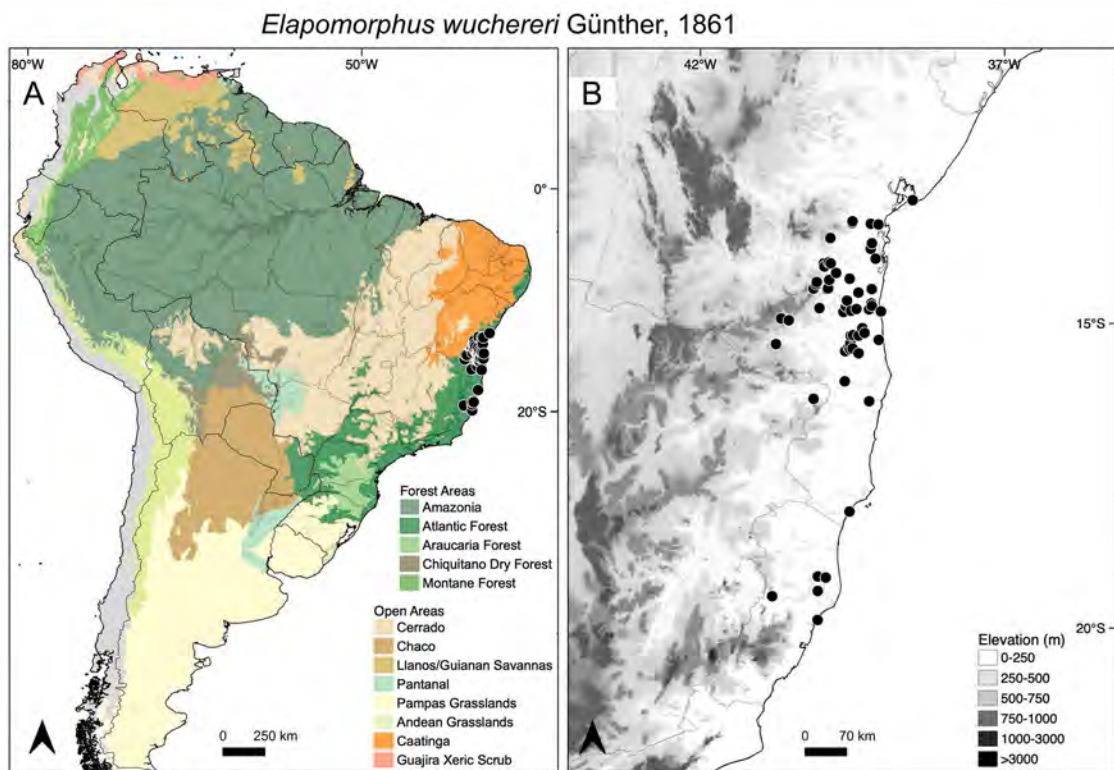 Elapomorphus wuchereri Günther, 1861
80°W
50°W
A
0°
20°S
Forest Areas
Amazonia
Atlantic Forest
Araucaria Forest
Chiquitano Dry Forest
Montane Forest
Open Areas
Cerrado
Chaco
Llanos/Guianan Savannas
Pantanal
Pampas Grasslands
Andean Grasslands
Caatinga
Guajira Xeric Scrub
0 250 km
42°W
37°W
B
15°S
20°S
Elevation (m)
0-250
250-500
500-750
750-1000
1000-3000
>3000
0 70 km